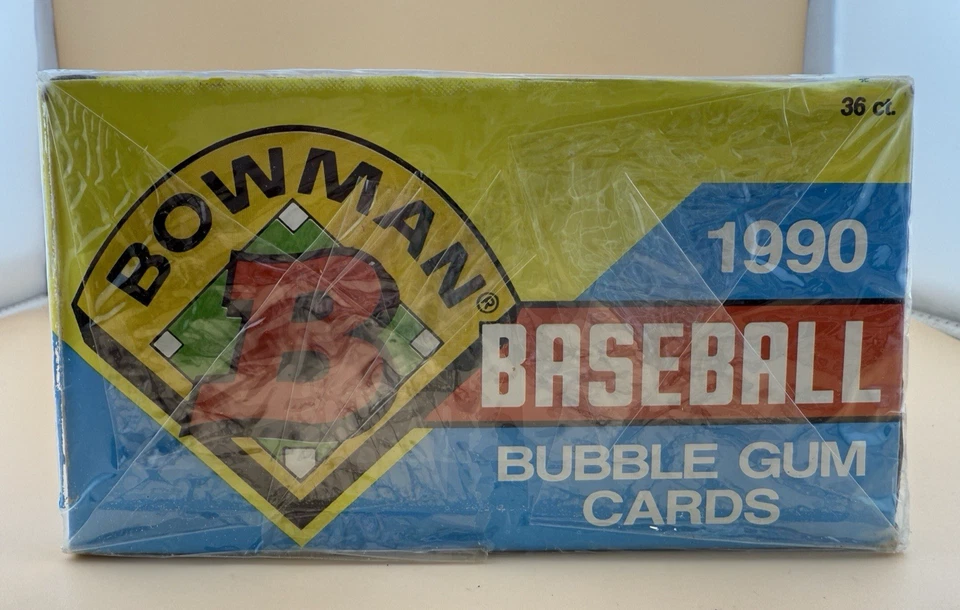 36 ct.
BOWMAN®
B
1990
BASEBALL
BUBBLE GUM
CARDS